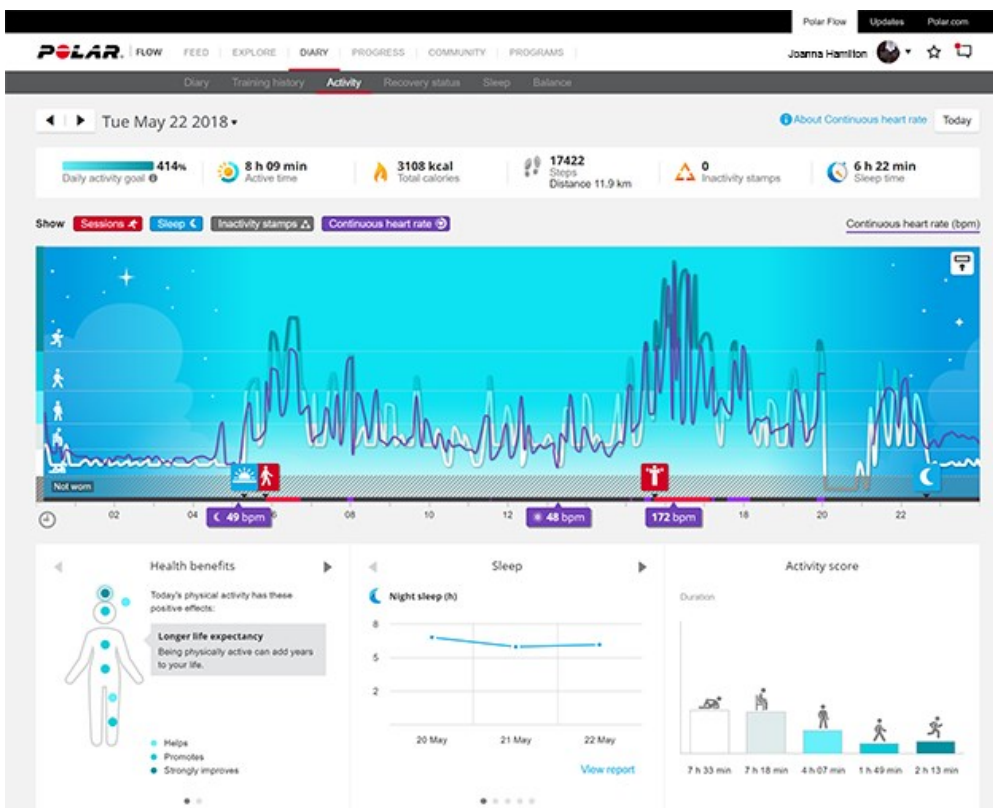 Polar Flow Updates Polar.com
POLAR. FLOW FEED EXPLORE DIARY PROGRESS COMMUNITY PROGRAMS Joanna Hamilton
Diary Training history Activity Recovery status Sleep Balance
Tue May 22 2018 About Continuous heart rate Today
414% 8 h 09 min 3108 kcal 17422 0 6 h 22 min
Daily activity goal Active time Total calories Steps Inactivity stamps Sleep time
Distance 11.9 km
Show Sessions Sleep Inactivity stamps Continuous heart rate Continuous heart rate (bpm)
Not worn
02 04 6 08 10 12 18 20 22
49 bpm 48 bpm 172 bpm
Health benefits
Today's physical activity has these
positive effects:
Longer life expectancy
Being physically active can add years
to your life.
Helps
Promotes
Strongly improves
Sleep
Night sleep (h)
8
5
2
20 May 21 May 22 May
View report
Activity score
Duration
7 h 33 min 7 h 18 min 4 h 07 min 1 h 49 min 2 h 13 min